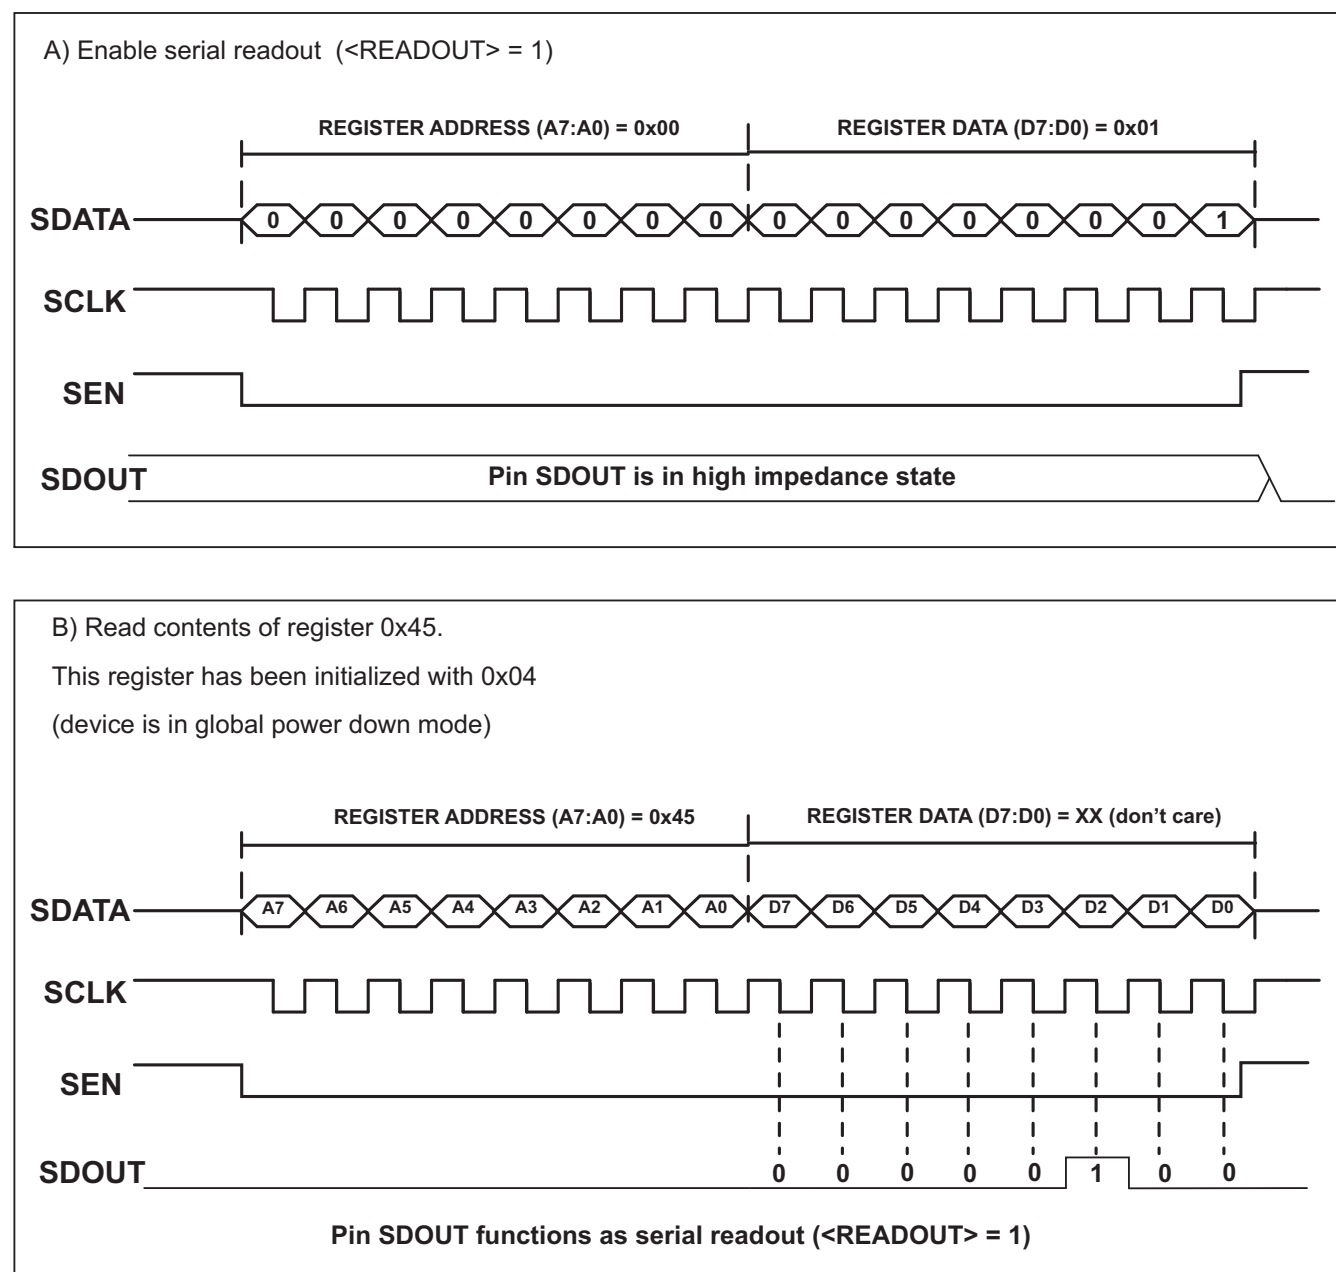 A) Enable serial readout (<READOUT> = 1)
REGISTER ADDRESS (A7:A0) = 0x00 REGISTER DATA (D7:D0) = 0x01
SDATA 0 0 0 0 0 0 0 0 0 0 0 0 0 0 0 1
SCLK
SEN
SDOUT Pin SDOUT is in high impedance state
B) Read contents of register 0x45.
This register has been initialized with 0x04
(device is in global power down mode)
REGISTER ADDRESS (A7:A0) = 0x45 REGISTER DATA (D7:D0) = XX (don't care)
SDATA A7 A6 A5 A4 A3 A2 A1 A0 D7 D6 D5 D4 D3 D2 D1 D0
SCLK
SEN
SDOUT 0 0 0 0 0 1 0 0
Pin SDOUT functions as serial readout (<READOUT> = 1)